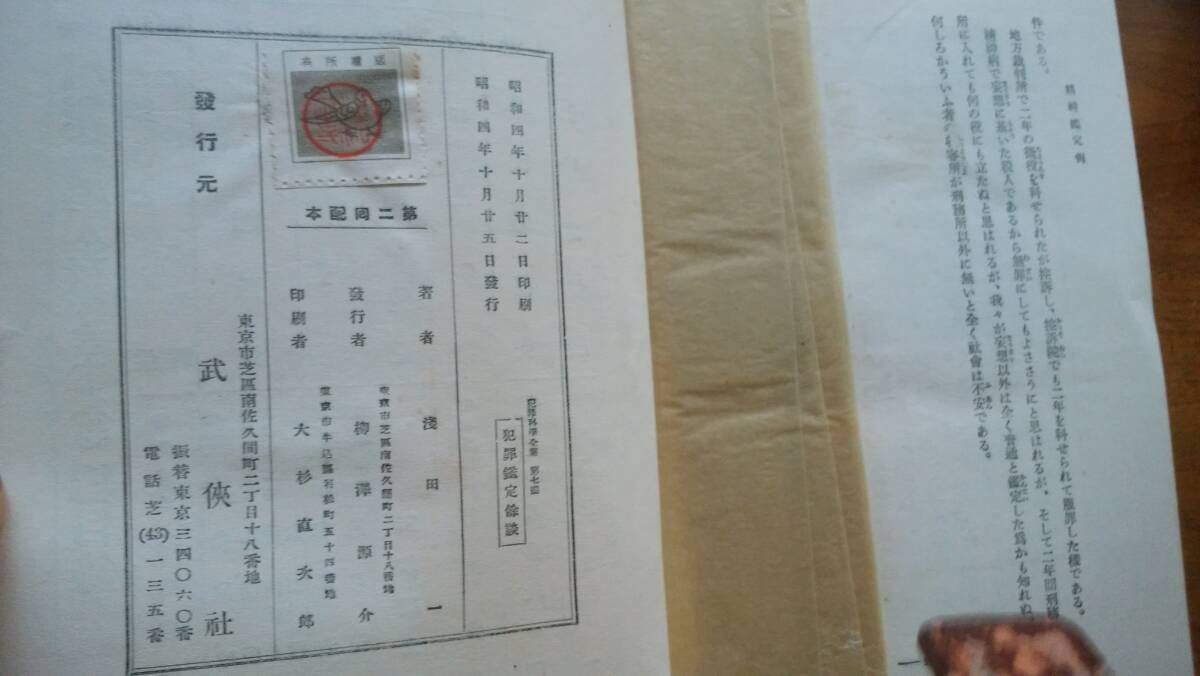 精神鑑定例
件である。
地方裁判所で二年の懲役を科せられたが控訴し、控訴院でも二年を科せられて服罪した樣である。
精神病で妄想に基いた殺人であるから無罪にしてもよささうにと思はれるが、そして二年間刑務
所に入れても何の役にも立たぬと思はれるが、我々が妄想以外は全く普通と鑑定した爲かも知れぬ。
何しろかういふ者の
所が刑務所以外に無いと全く社會は不安である。
昭和四年十月廿二日印刷
昭和四年十月廿五日發行
犯罪科學全集 第七卷
犯罪鑑定餘談
著者 淺田一
東京市芝區南佐久間町二丁目十八番地
發行者 柳澤源介
町五十四番地
印刷者 大杉直次郎
版權所有
第二回配本
東京市芝區南佐久間町二丁目十八番地
發行元 武俠社
振替東京三四〇六〇番
電話芝(43)一一三五番